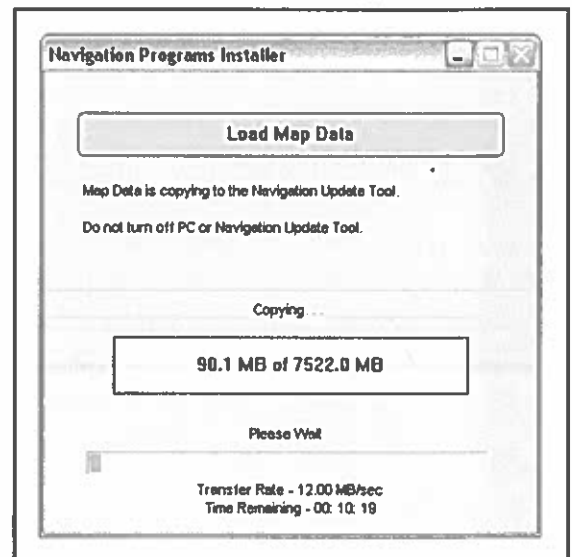 Navigation Programs Installer
Load Map Data
Map Data is copying to the Navigation Update Tool.
Do not turn off PC or Navigation Update Tool.
Copying...
90.1 MB of 7522.0 MB
Please Wait
Transfer Rate - 12.00 MB/sec
Time Remaining - 00: 10: 19